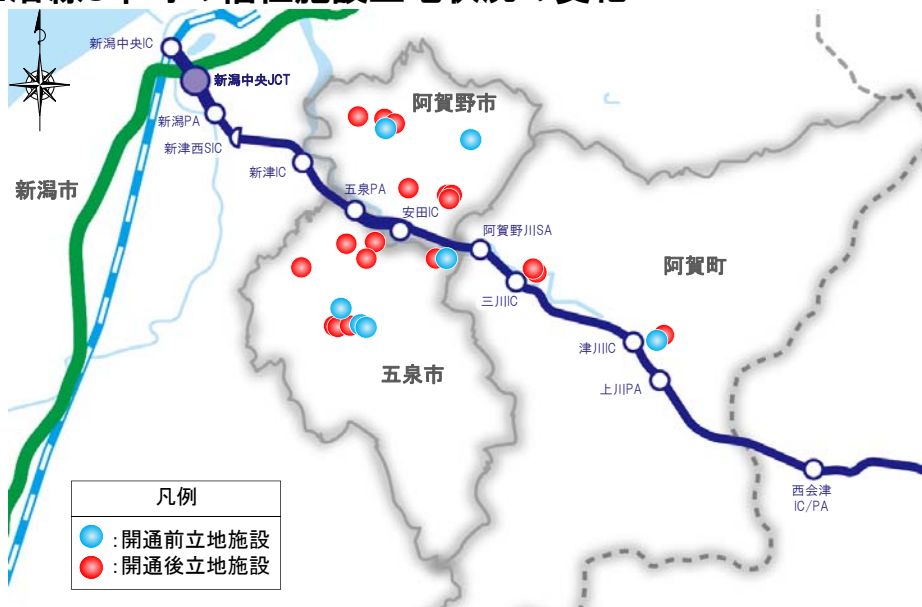 新潟中央IC
新潟中央JCT
阿賀野市
新潟PA
新津西SIC
新津IC
新潟市
五泉PA
安田IC
阿賀野川SA
阿賀町
三川IC
津川IC
五泉市
上川PA
西会津
IC/PA
凡例
:開通前立地施設
:開通後立地施設